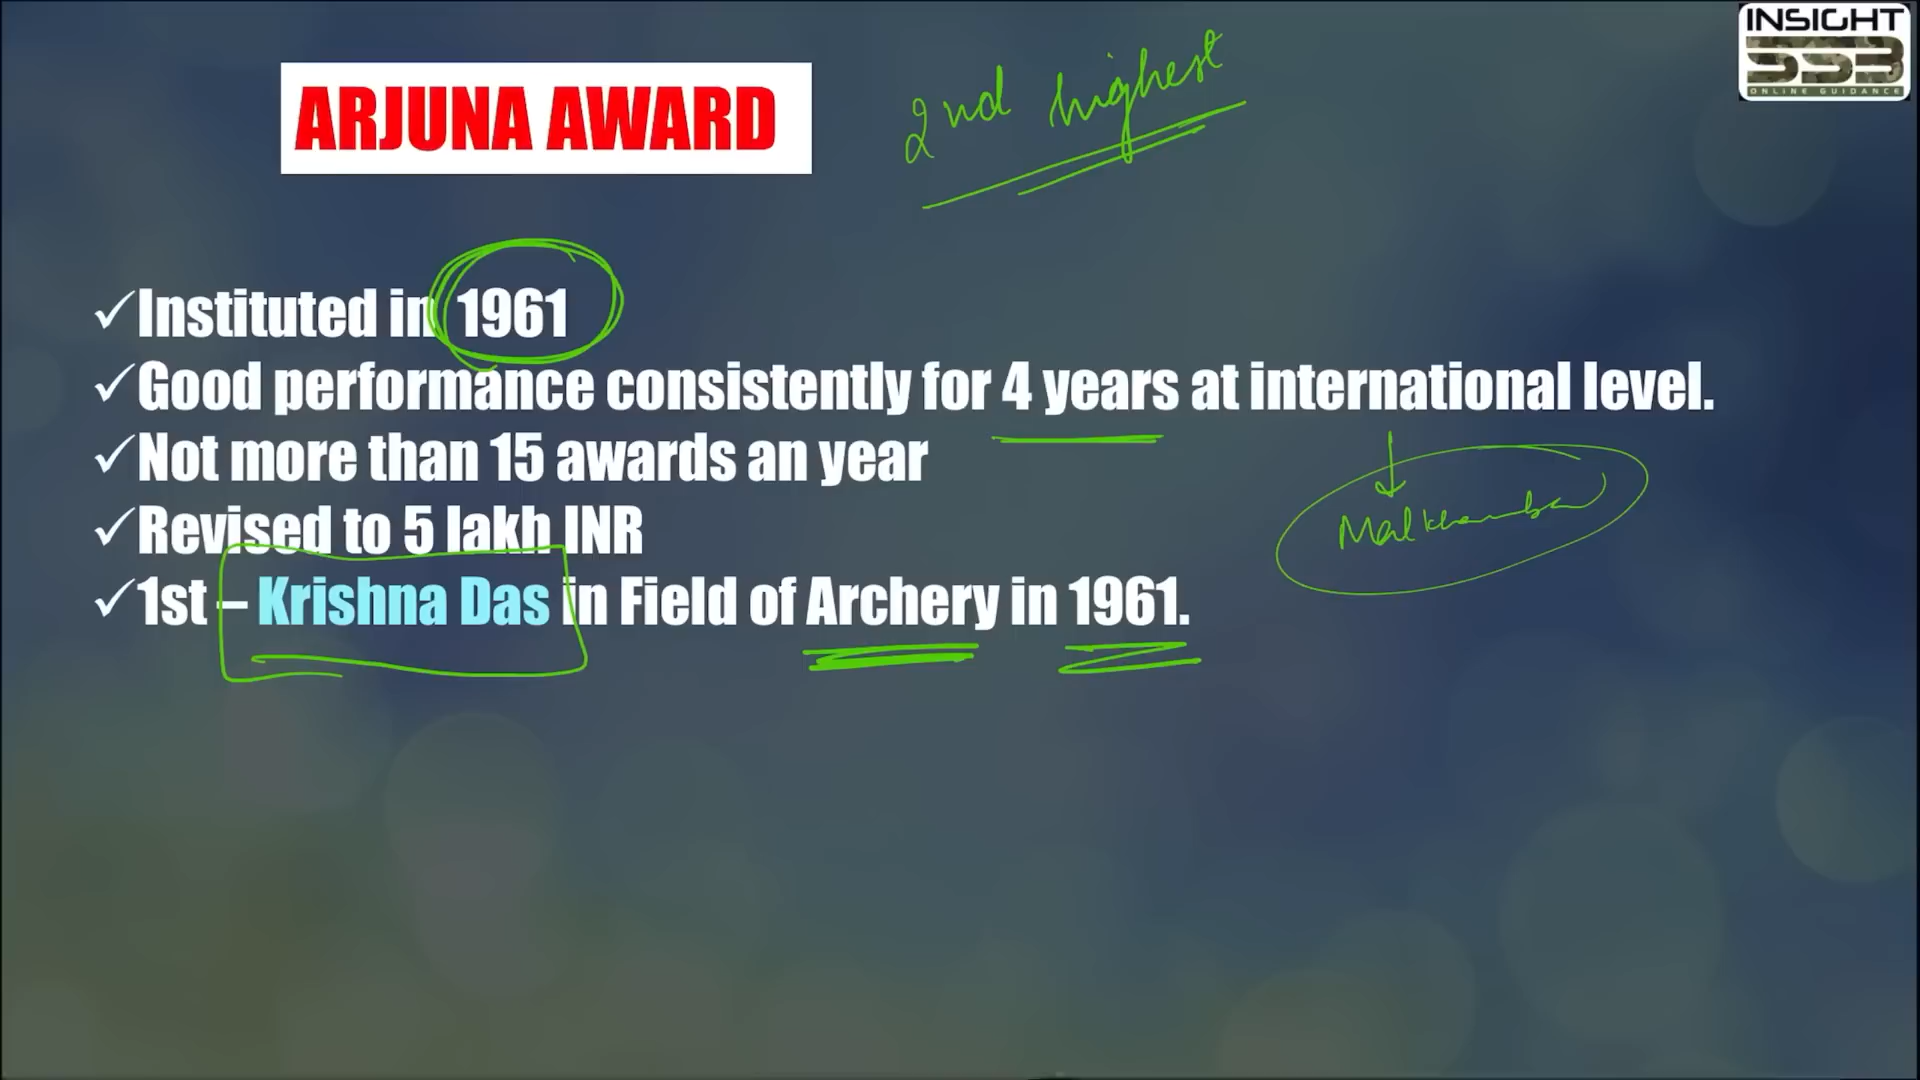 INSIGHT
SSB
ONLINE GUIDANCE
ARJUNA AWARD
2nd highest
✓Instituted in 1961
✓Good performance consistently for 4 years at international level.
✓Not more than 15 awards an year
Malkhamba
✓Revised to 5 lakh INR
✓1st – Krishna Das in Field of Archery in 1961.